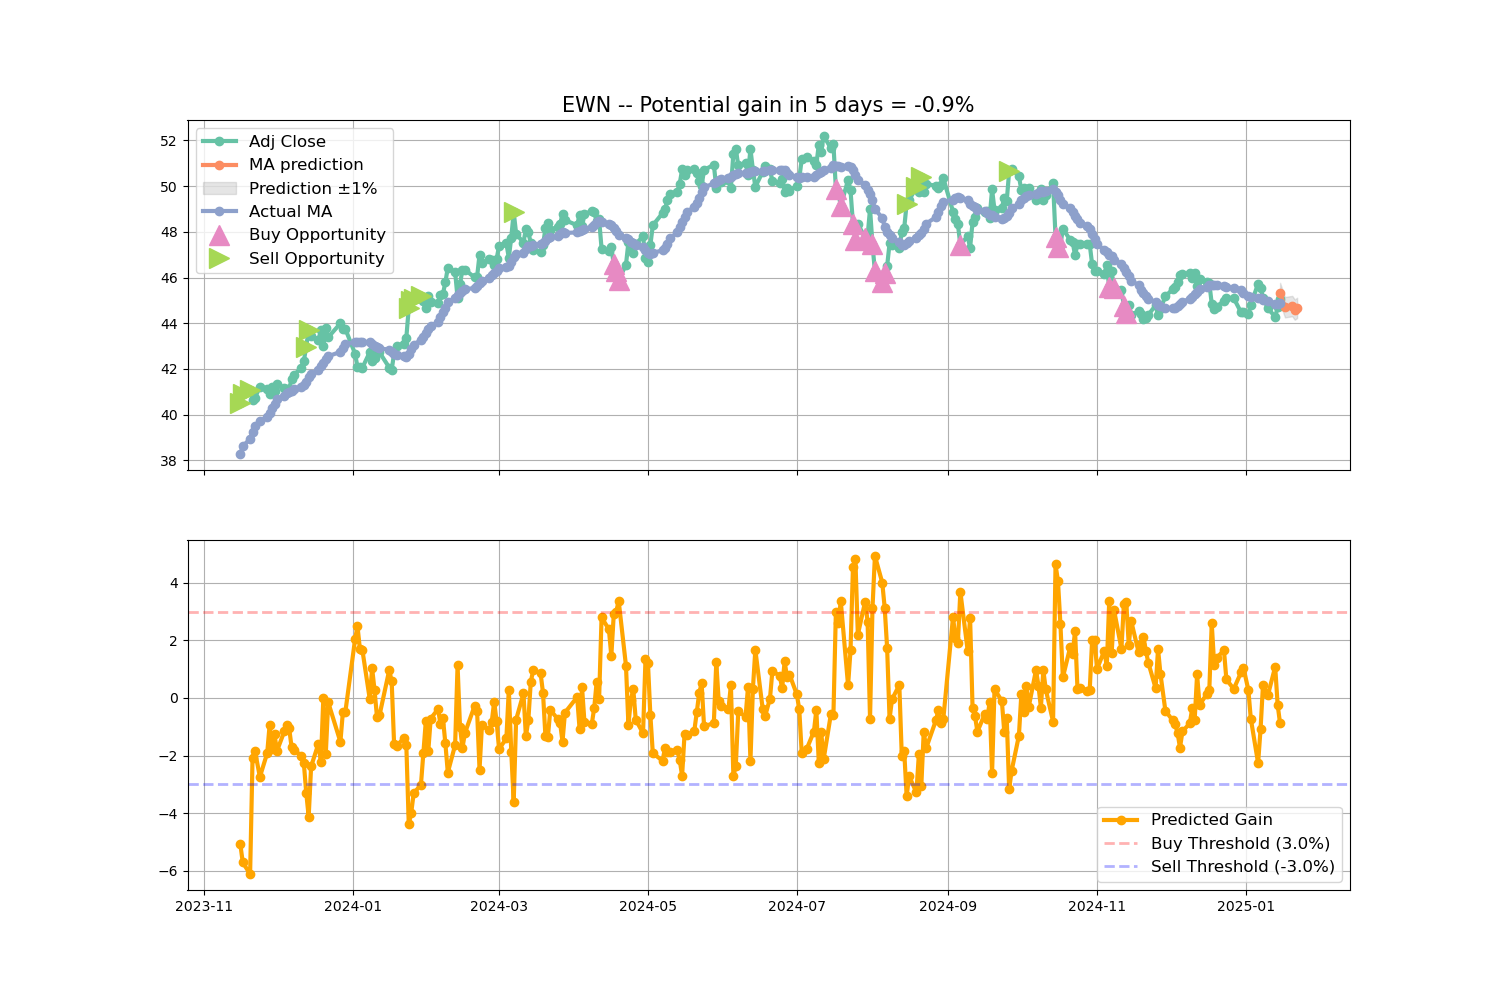 EWN -- Potential gain in 5 days = -0.9%
52
50
48
46
44
42
40
38
Adj Close
MA prediction
Prediction ±1%
Actual MA
Buy Opportunity
Sell Opportunity
4
2
0
−2
−4
−6
Predicted Gain
Buy Threshold (3.0%)
Sell Threshold (-3.0%)
2023-11 2024-01 2024-03 2024-05 2024-07 2024-09 2024-11 2025-01